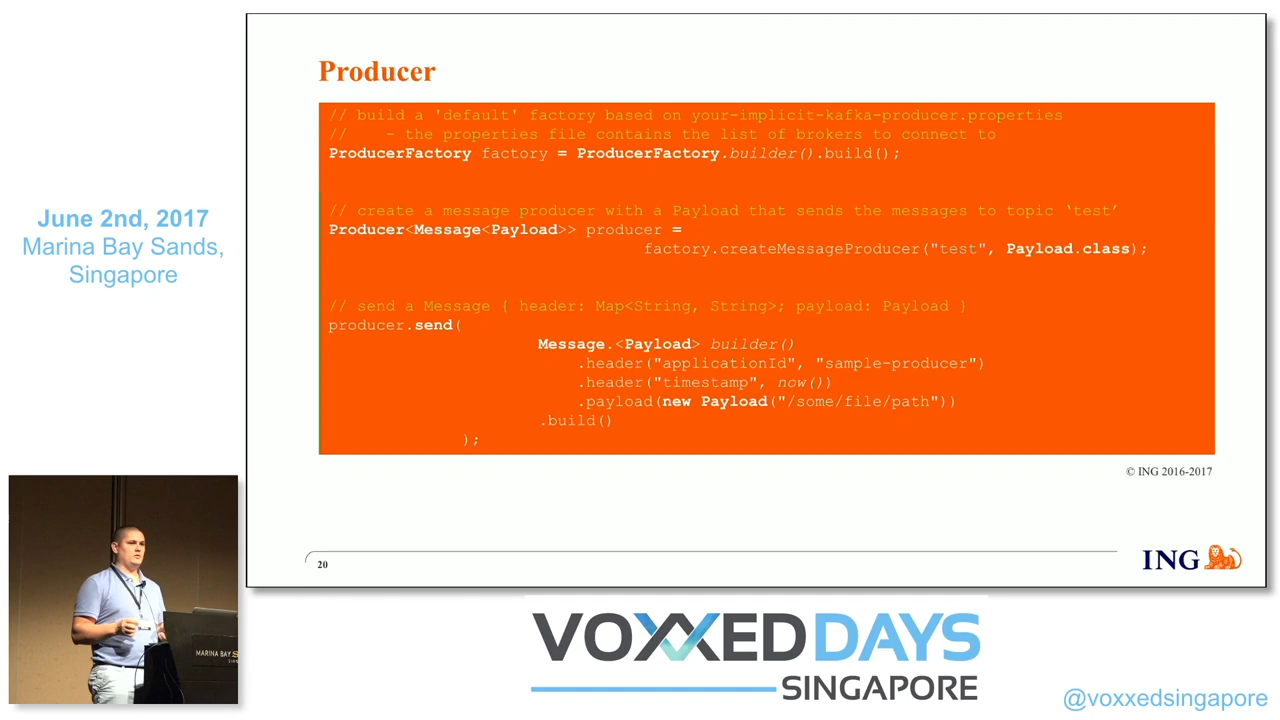 June 2nd, 2017
Marina Bay Sands,
Singapore
Producer
// build a 'default' factory based on your-implicit-kafka-producer.properties
// - the properties file contains the list of brokers to connect to
ProducerFactory factory = ProducerFactory.builder().build();
// create a message producer with a Payload that sends the messages to topic ‘test’
Producer<Message<Payload>> producer =
factory.createMessageProducer("test", Payload.class);
// send a Message { header: Map<String, String>; payload: Payload }
producer.send(
Message.<Payload> builder()
.header("applicationId", "sample-producer")
.header("timestamp", now())
.payload(new Payload("/some/file/path"))
.build()
);
© ING 2016-2017
20
ING
MARINA BAY
VOXXED DAYS
SINGAPORE
@voxxedsingapore